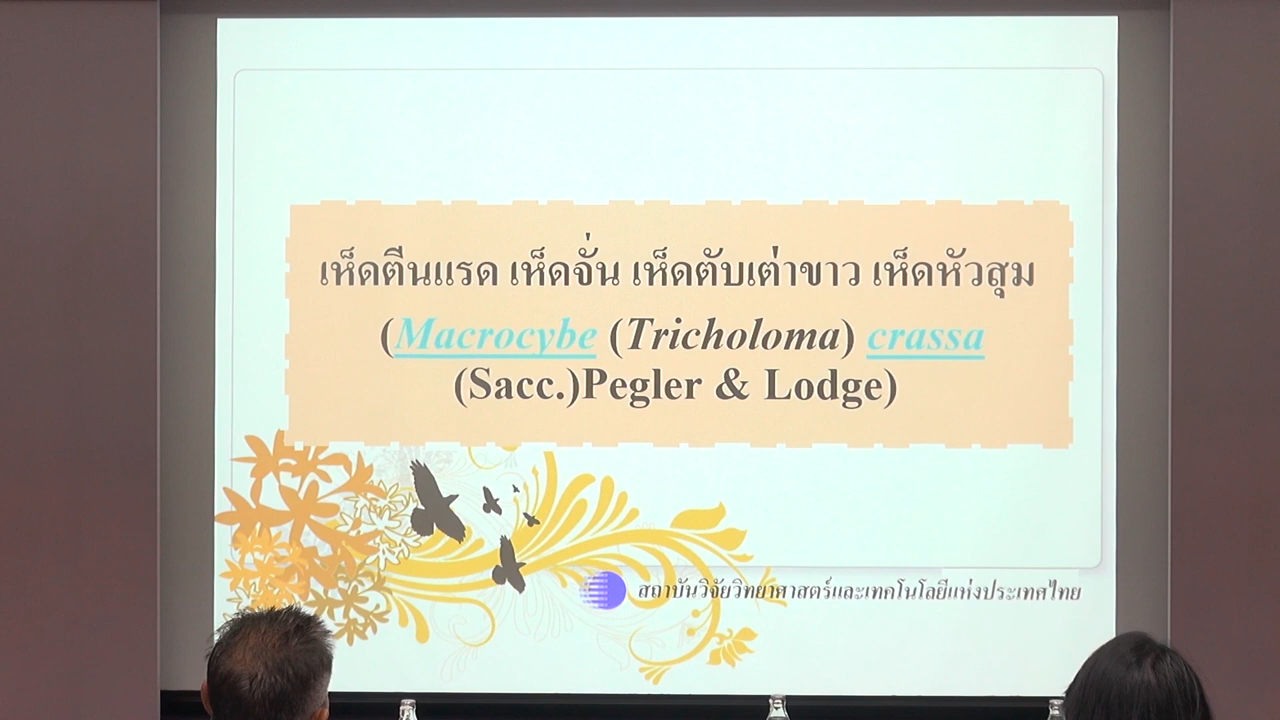 เห็ดตีนแรด เห็ดจั่น เห็ดตับเต่าขาว เห็ดหัวสุม
(Macrocybe (Tricholoma) crassa
(Sacc.)Pegler & Lodge)
สถาบันวิจัยวิทยาศาสตร์และเทคโนโลยีแห่งประเทศไทย